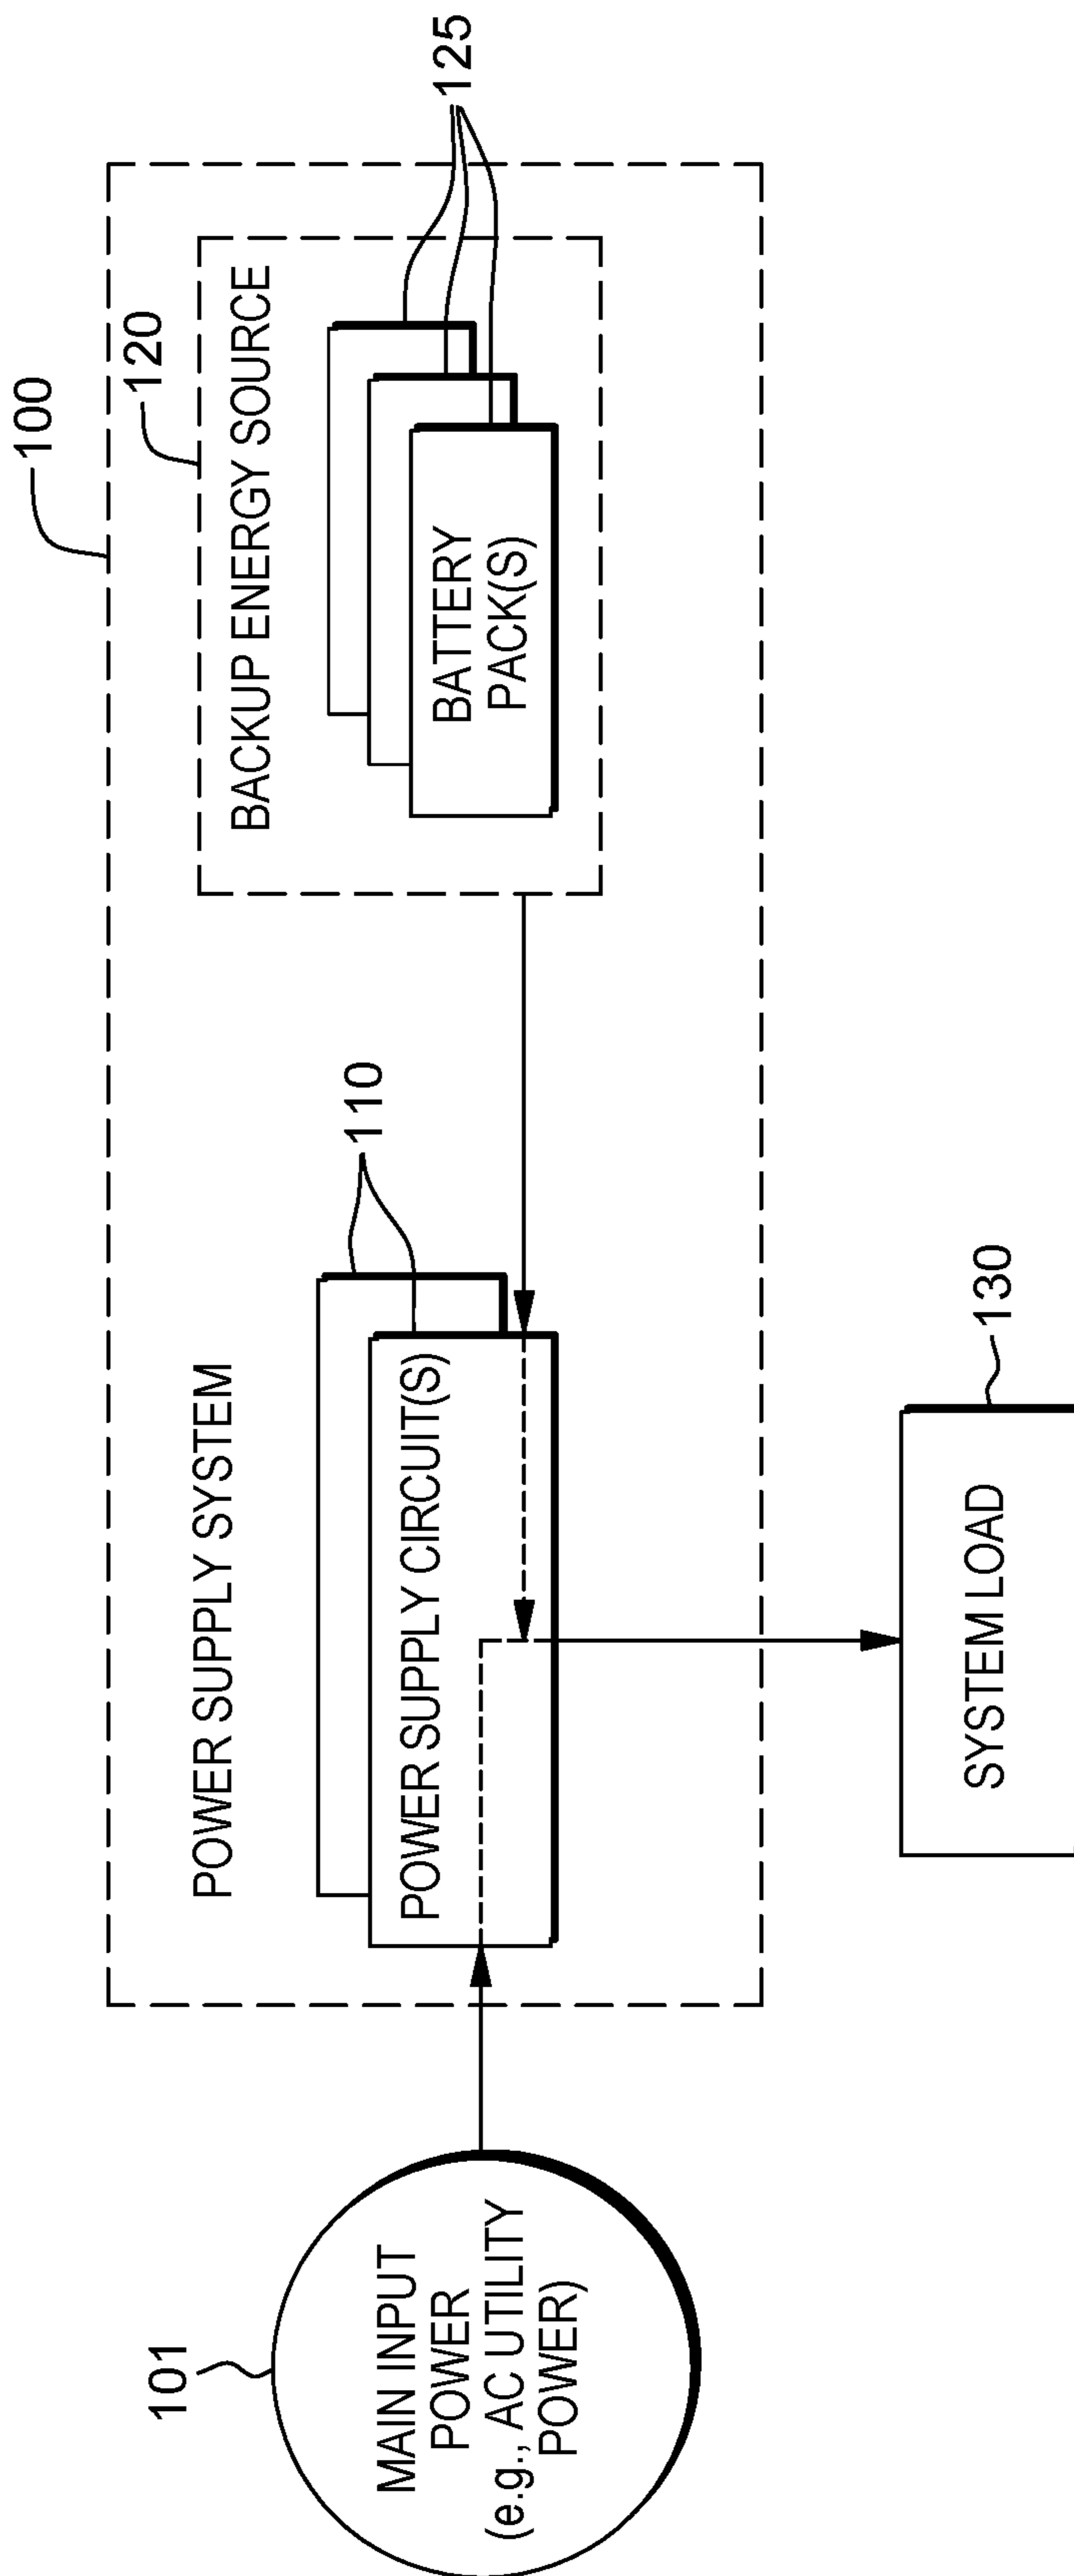 100
POWER SUPPLY SYSTEM
120
BACKUP ENERGY SOURCE
110
125
101
MAIN INPUT
POWER
(e.g., AC UTILITY
POWER)
POWER SUPPLY CIRCUIT(S)
BATTERY
PACK(S)
130
SYSTEM LOAD